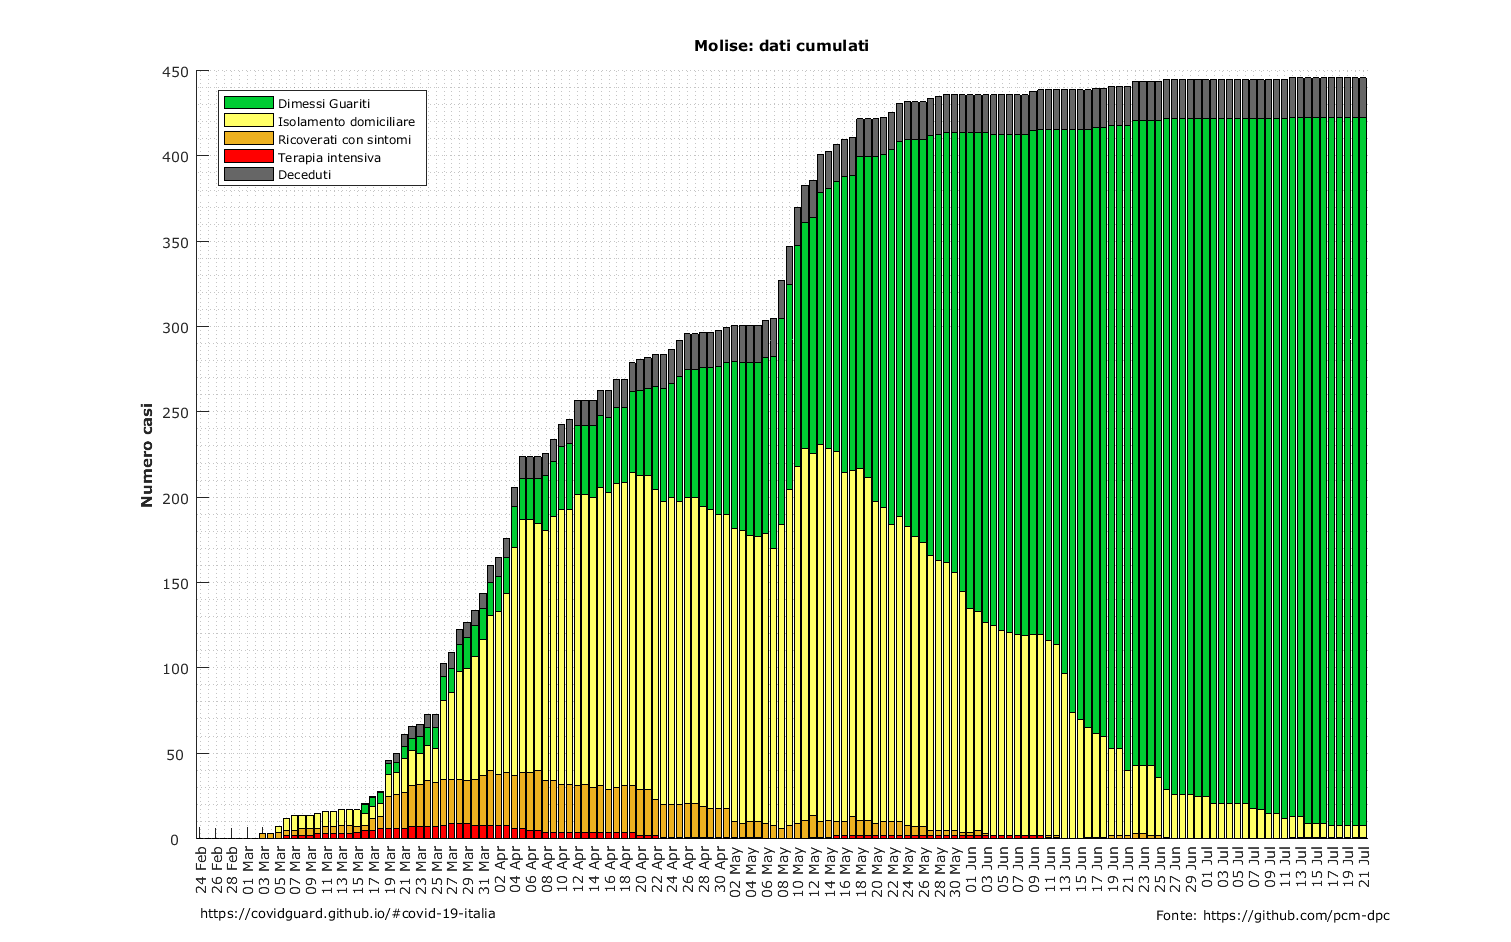 Molise: dati cumulati
450
400
350
300
250
200
150
100
50
0
Numero casi
Dimessi Guariti
Isolamento domiciliare
Ricoverati con sintomi
Terapia intensiva
Deceduti
24 Feb
26 Feb
28 Feb
01 Mar
03 Mar
05 Mar
07 Mar
09 Mar
11 Mar
13 Mar
15 Mar
17 Mar
19 Mar
21 Mar
23 Mar
25 Mar
27 Mar
29 Mar
31 Mar
02 Apr
04 Apr
06 Apr
08 Apr
10 Apr
12 Apr
14 Apr
16 Apr
18 Apr
20 Apr
22 Apr
24 Apr
26 Apr
28 Apr
30 Apr
02 May
04 May
06 May
08 May
10 May
12 May
14 May
16 May
18 May
20 May
22 May
24 May
26 May
28 May
30 May
01 Jun
03 Jun
05 Jun
07 Jun
09 Jun
11 Jun
13 Jun
15 Jun
17 Jun
19 Jun
21 Jun
23 Jun
25 Jun
27 Jun
29 Jun
01 Jul
03 Jul
05 Jul
07 Jul
09 Jul
11 Jul
13 Jul
15 Jul
17 Jul
19 Jul
21 Jul
https://covidguard.github.io/#covid-19-italia
Fonte: https://github.com/pcm-dpc